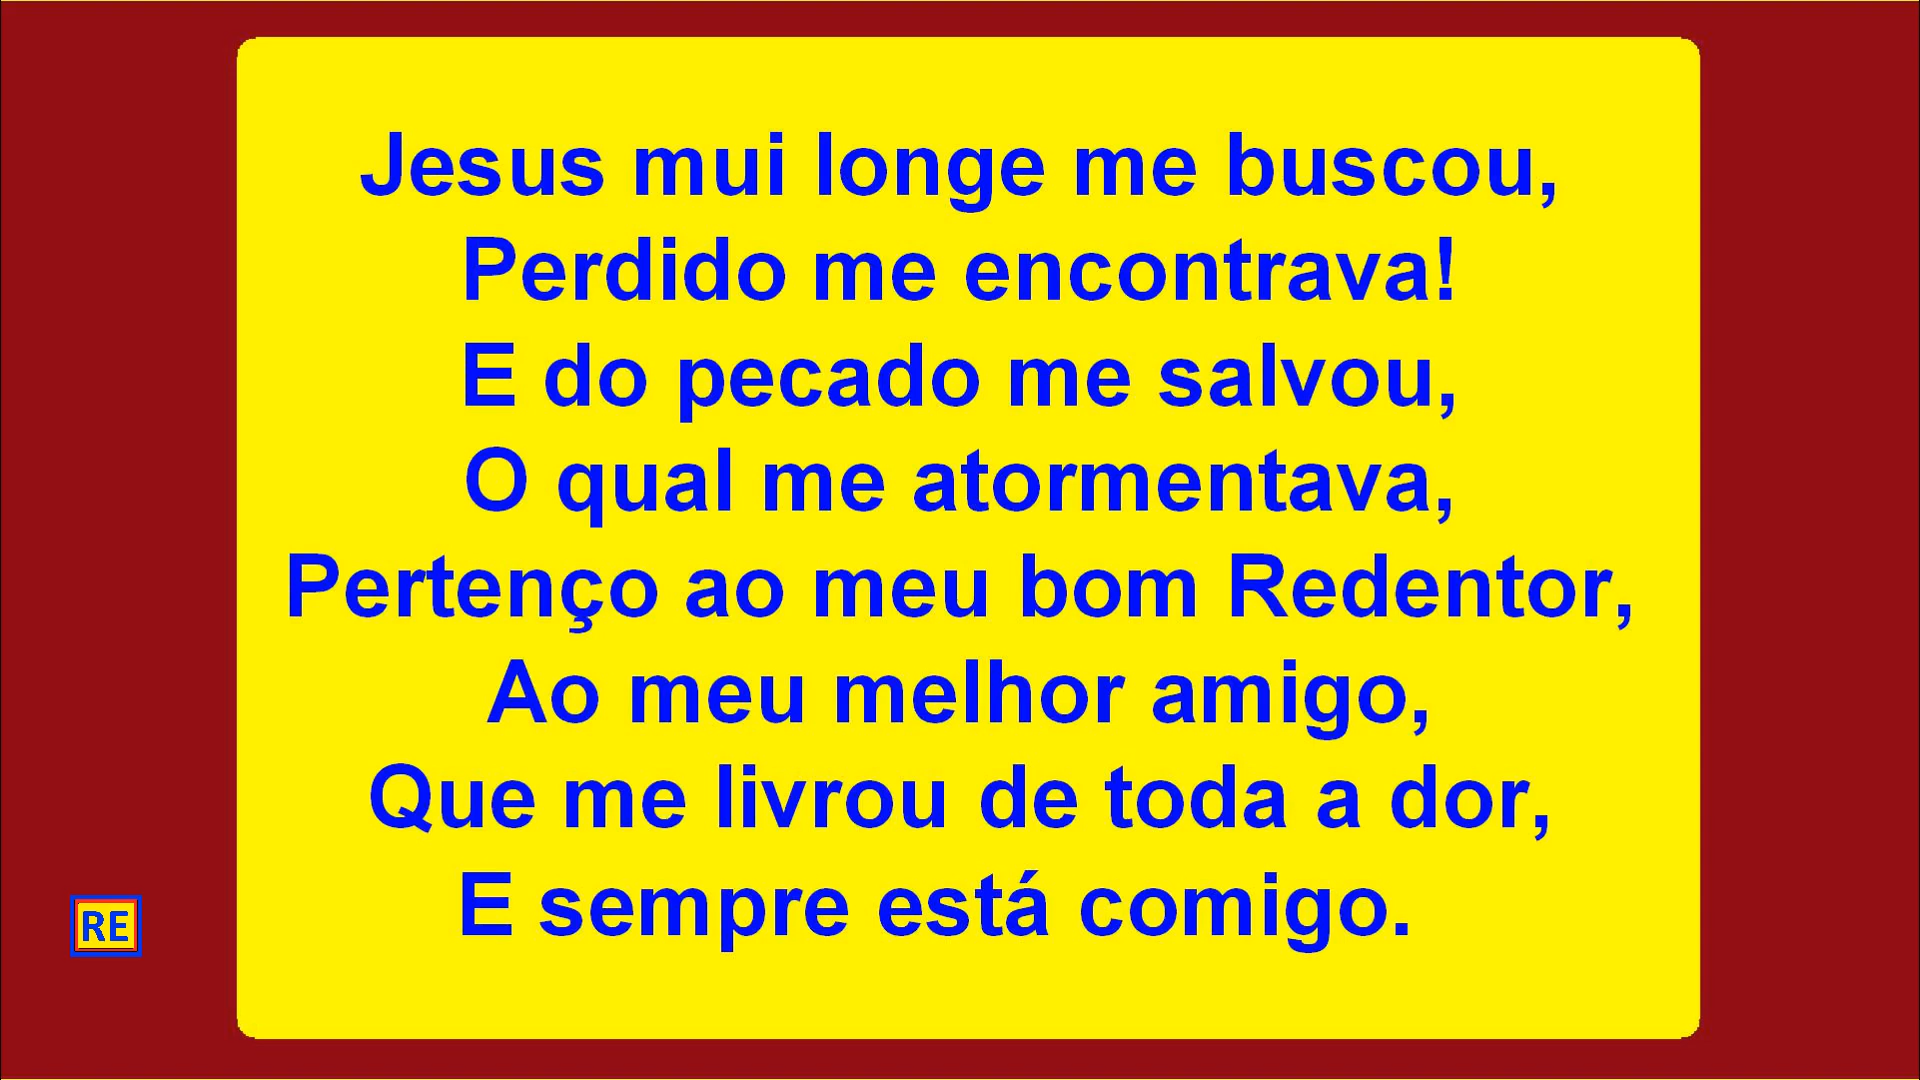 Jesus mui longe me buscou,
Perdido me encontrava!
E do pecado me salvou,
O qual me atormentava,
Pertenço ao meu bom Redentor,
Ao meu melhor amigo,
Que me livrou de toda a dor,
E sempre está comigo.
RE